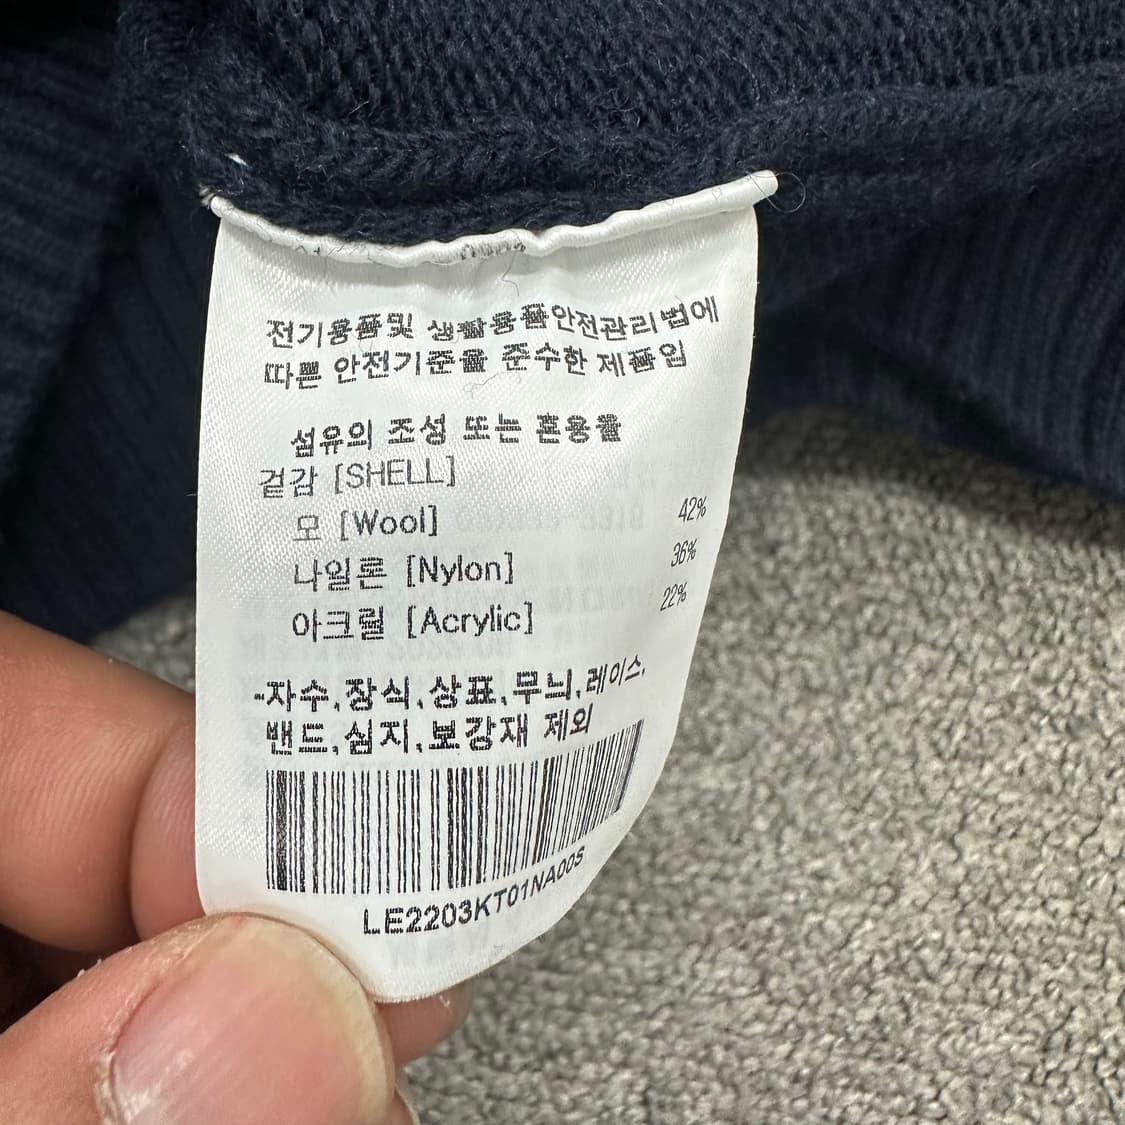 전기용품및 생활용품안전관리법에
따른 안전기준을 준수한 제품임
섬유의 조성 또는 혼용율
겉감 [SHELL]
모 [Wool] 42%
나일론 [Nylon] 36%
아크릴 [Acrylic] 22%
-자수,장식,상표,무늬,레이스,
밴드,심지,보강재 제외
LE2203KT01NA00S